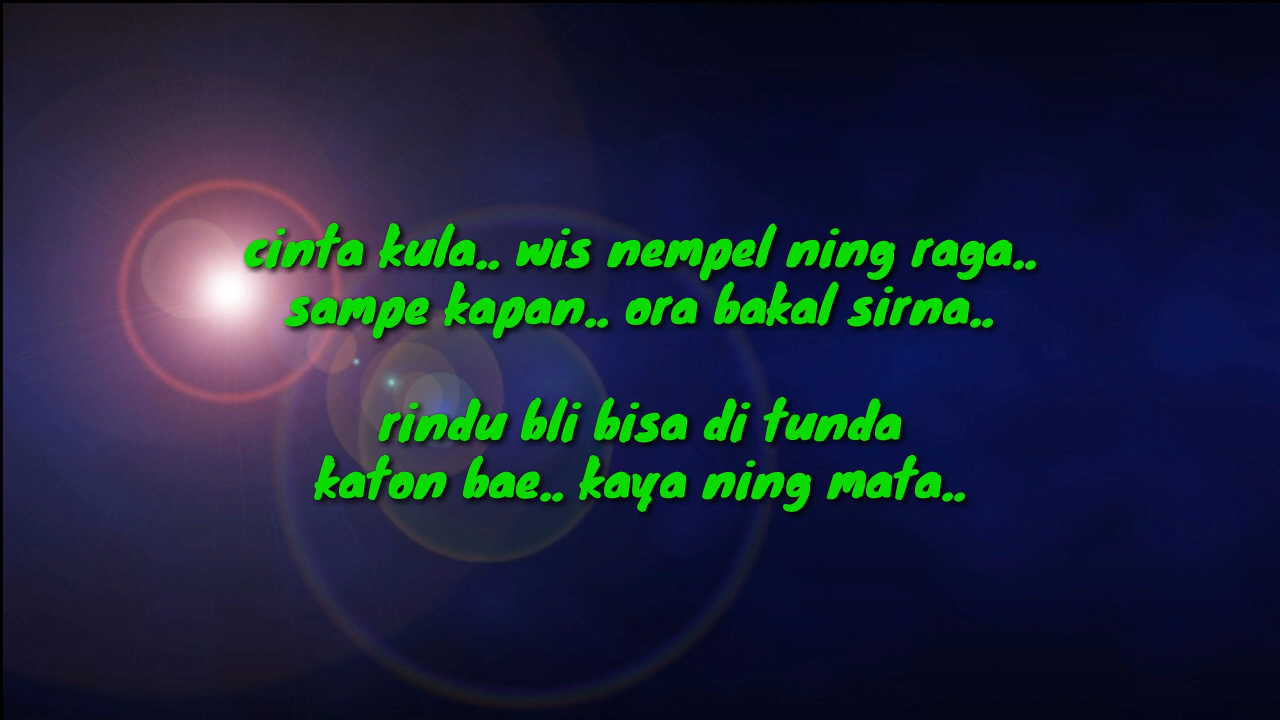 cinta kula.. wis nempel ning raga..
sampe kapan.. ora bakal sirna..
rindu bli bisa di tunda
katon bae.. kaya ning mata..